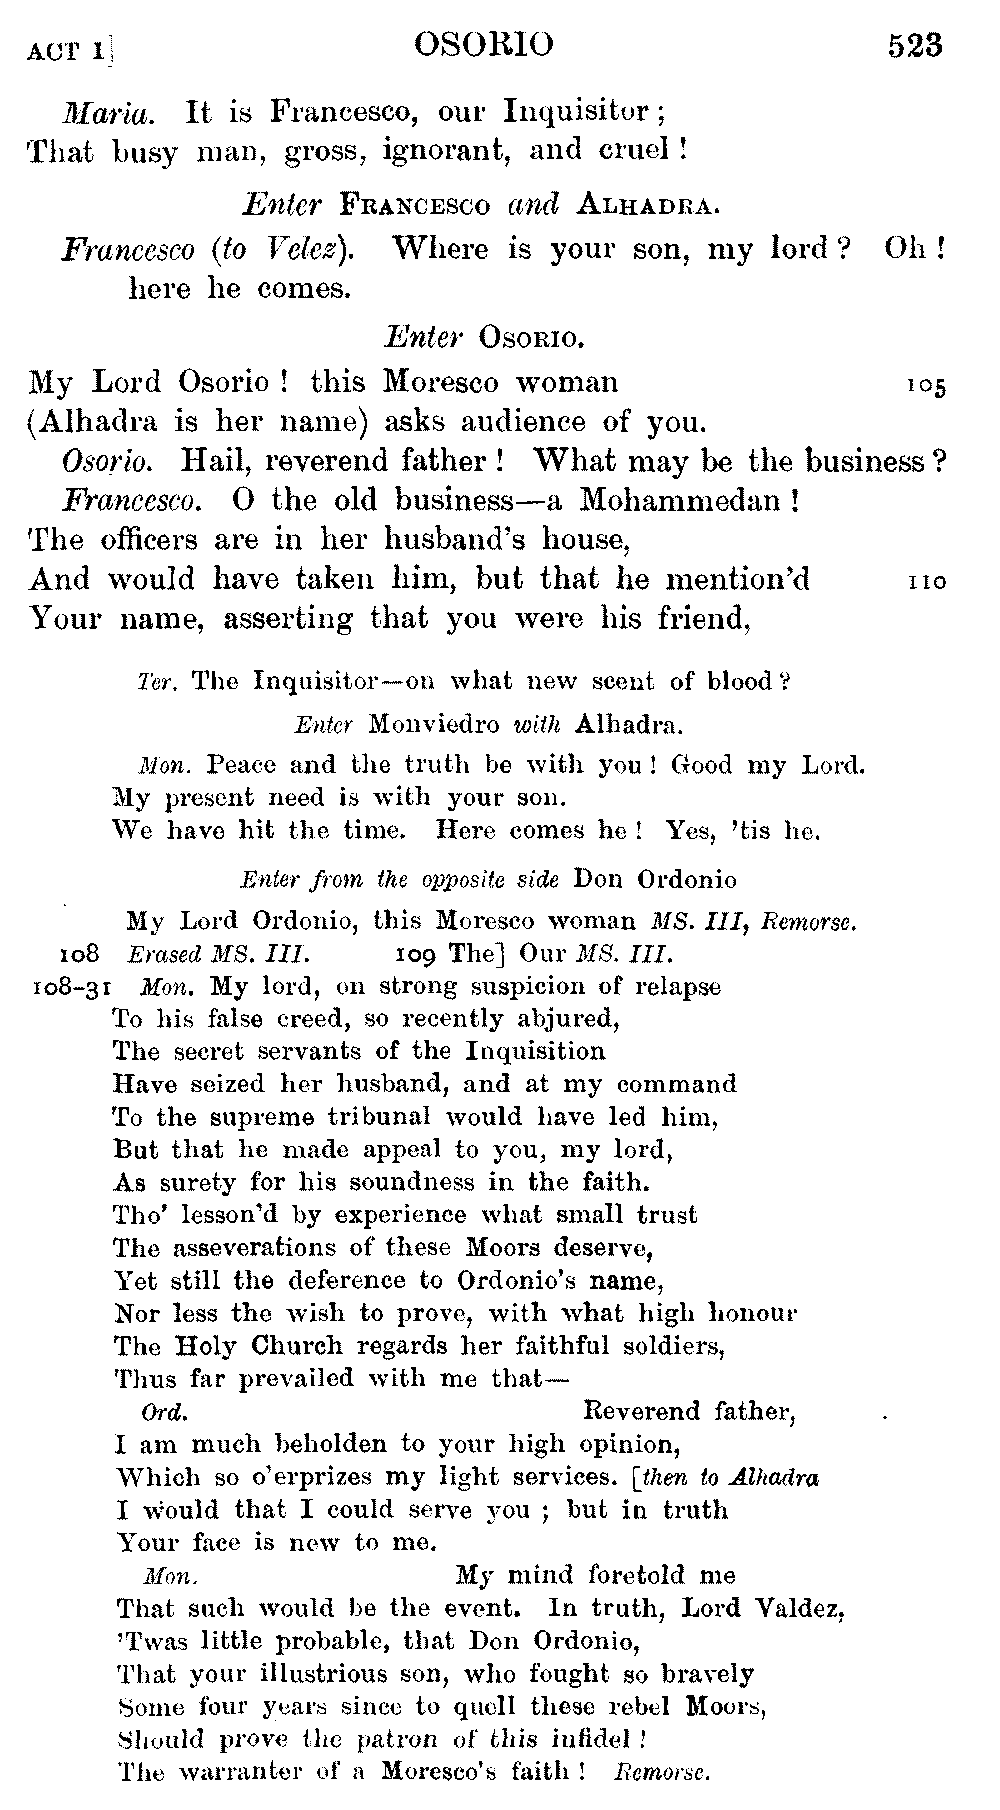 ACT I]
OSORIO
523
Maria. It is Francesco, our Inquisitor ;
That busy man, gross, ignorant, and cruel !
Enter FRANCESCO and ALHADRA.
Francesco (to Velez). Where is your son, my lord ? Oh !
here he comes.
Enter OSORIO.
My Lord Osorio ! this Moresco woman 105
(Alhadra is her name) asks audience of you.
Osorio. Hail, reverend father ! What may be the business ?
Francesco. O the old business—a Mohammedan !
The officers are in her husband's house,
And would have taken him, but that he mention'd 110
Your name, asserting that you were his friend,
Ter. The Inquisitor—on what new scent of blood ?
Enter Monviedro with Alhadra.
Mon. Peace and the truth be with you ! Good my Lord.
My present need is with your son.
We have hit the time. Here comes he ! Yes, 'tis he.
Enter from the opposite side Don Ordonio
My Lord Ordonio, this Moresco woman MS. III, Remorse.
108 Erased MS. III. 109 The] Our MS. III.
108-31 Mon. My lord, on strong suspicion of relapse
To his false creed, so recently abjured,
The secret servants of the Inquisition
Have seized her husband, and at my command
To the supreme tribunal would have led him,
But that he made appeal to you, my lord,
As surety for his soundness in the faith.
Tho' lesson'd by experience what small trust
The asseverations of these Moors deserve,
Yet still the deference to Ordonio's name,
Nor less the wish to prove, with what high honour
The Holy Church regards her faithful soldiers,
Thus far prevailed with me that—
Ord. Reverend father,
I am much beholden to your high opinion,
Which so o'erprizes my light services. [then to Alhadra
I would that I could serve you ; but in truth
Your face is new to me.
Mon. My mind foretold me
That such would be the event. In truth, Lord Valdez,
'Twas little probable, that Don Ordonio,
That your illustrious son, who fought so bravely
Some four years since to quell these rebel Moors,
Should prove the patron of this infidel !
The warranter of a Moresco's faith ! Remorse.